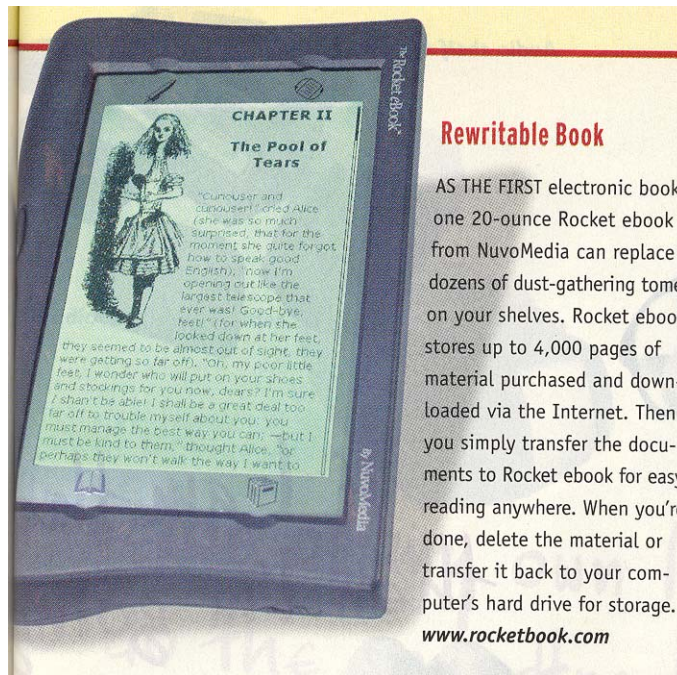 The Rocket eBook™
CHAPTER II
The Pool of
Tears
"Curiouser and
curiouser!" cried Alice
(she was so much
surprised, that for the
moment she quite forgot
how to speak good
English); "now I'm
opening out like the
largest telescope that
ever was! Good-bye,
feet!" (for when she
looked down at her feet,
they seemed to be almost out of sight, they
were getting so far off). "Oh, my poor little
feet, I wonder who will put on your shoes
and stockings for you now, dears? I'm sure
I shan't be able! I shall be a great deal too
far off to trouble myself about you: you
must manage the best way you can; —but I
must be kind to them," thought Alice, "or
perhaps they won't walk the way I want to
by NuvoMedia
Rewritable Book
AS THE FIRST electronic book
one 20-ounce Rocket ebook
from NuvoMedia can replace
dozens of dust-gathering tome
on your shelves. Rocket eboo
stores up to 4,000 pages of
material purchased and down-
loaded via the Internet. Then
you simply transfer the docu-
ments to Rocket ebook for easy
reading anywhere. When you're
done, delete the material or
transfer it back to your com-
puter's hard drive for storage.
www.rocketbook.com